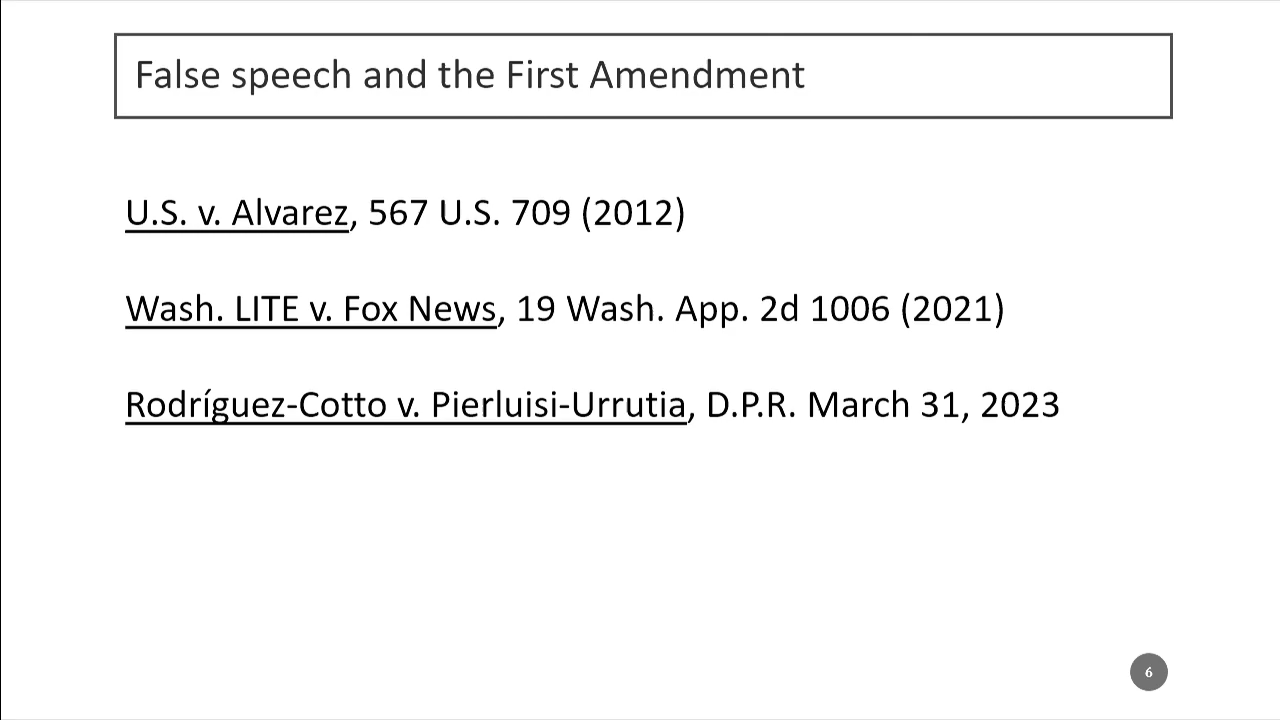 False speech and the First Amendment
U.S. v. Alvarez, 567 U.S. 709 (2012)
Wash. LITE v. Fox News, 19 Wash. App. 2d 1006 (2021)
Rodríguez-Cotto v. Pierluisi-Urrutia, D.P.R. March 31, 2023
6